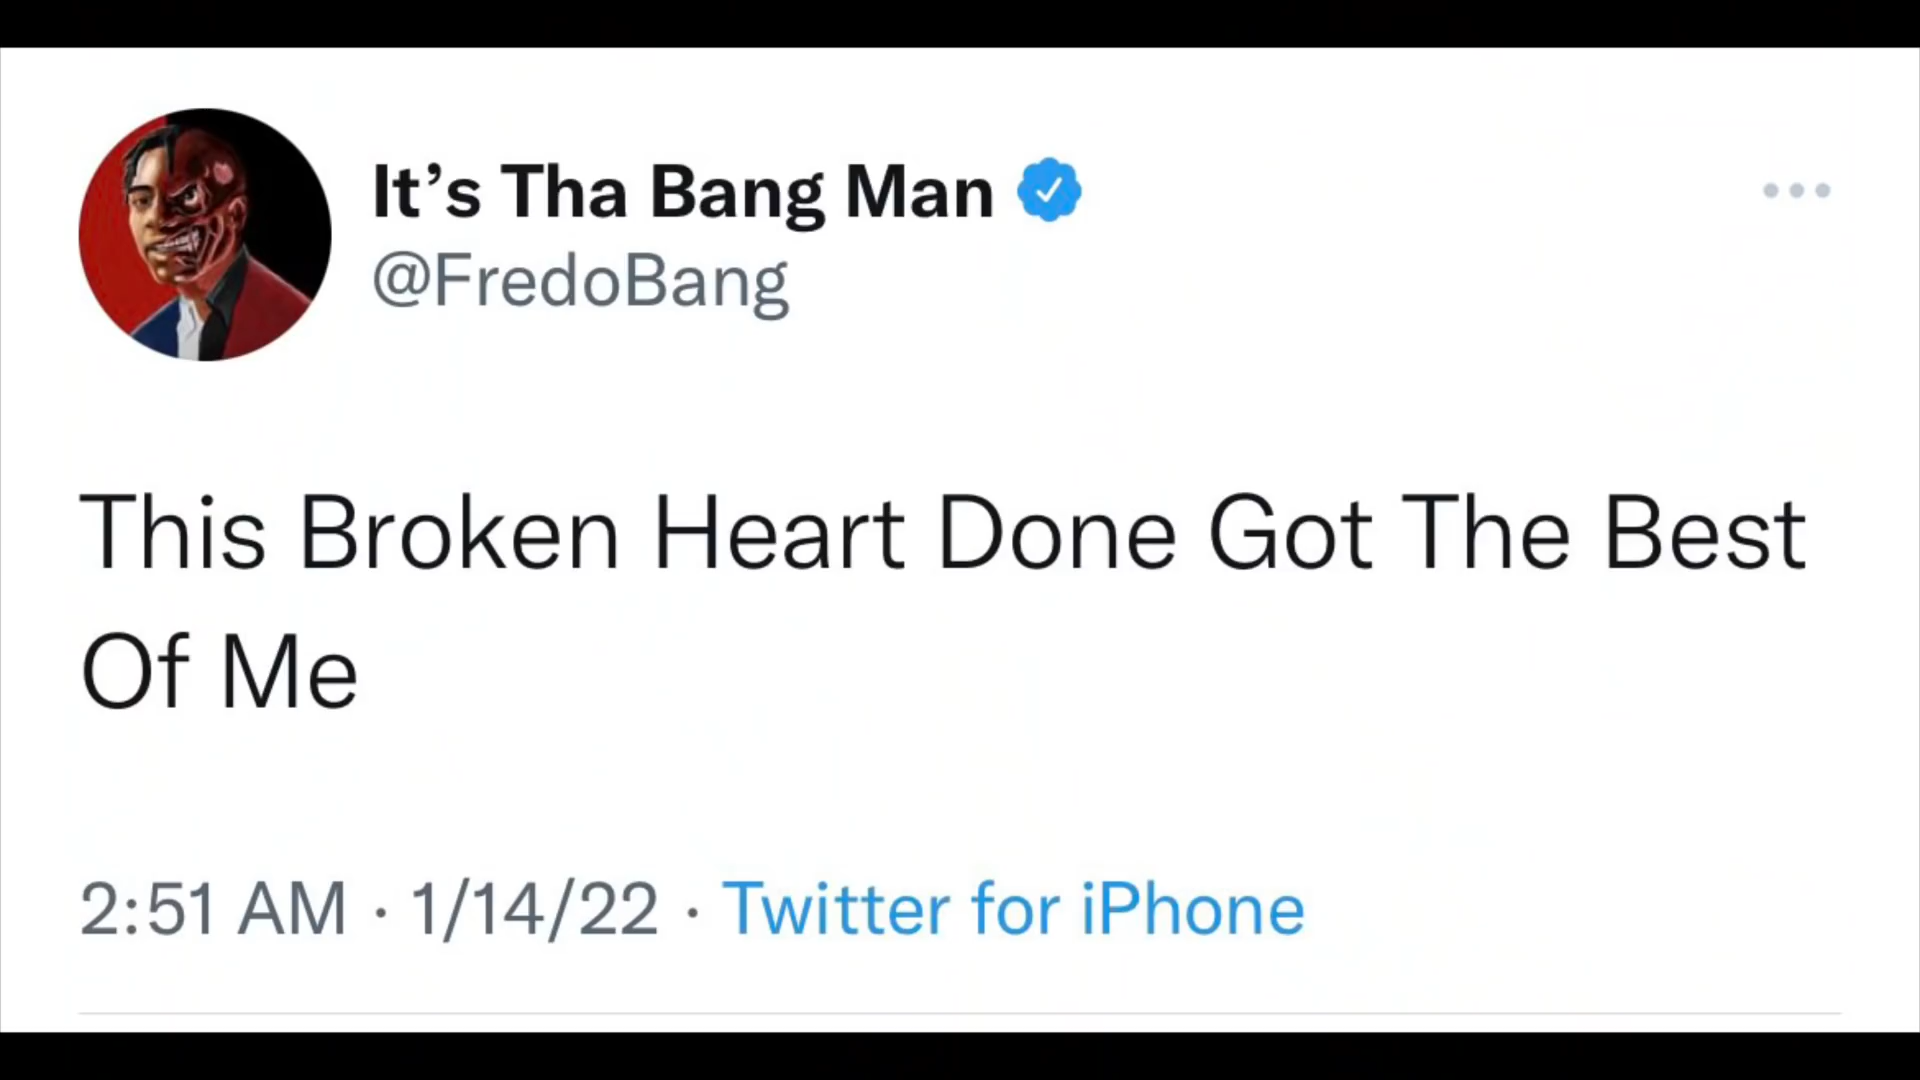 It’s Tha Bang Man
@FredoBang
This Broken Heart Done Got The Best
Of Me
2:51 AM · 1/14/22 · Twitter for iPhone